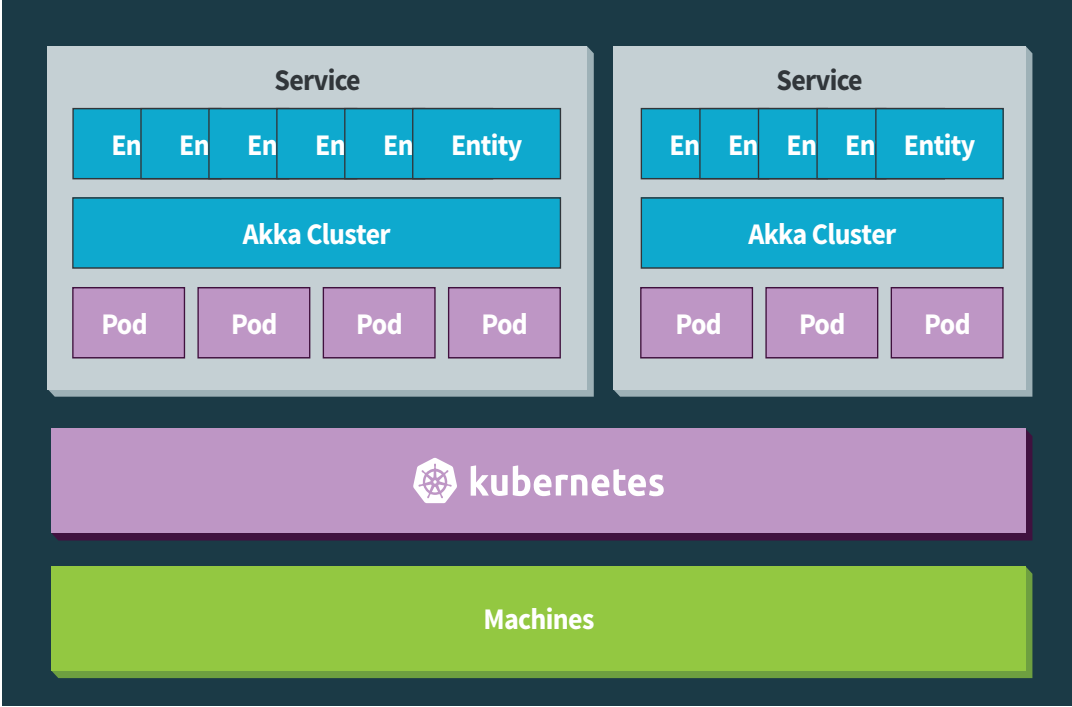 Service
En En En En En Entity
Akka Cluster
Pod Pod Pod Pod
Service
En En En En Entity
Akka Cluster
Pod Pod Pod
kubernetes
Machines